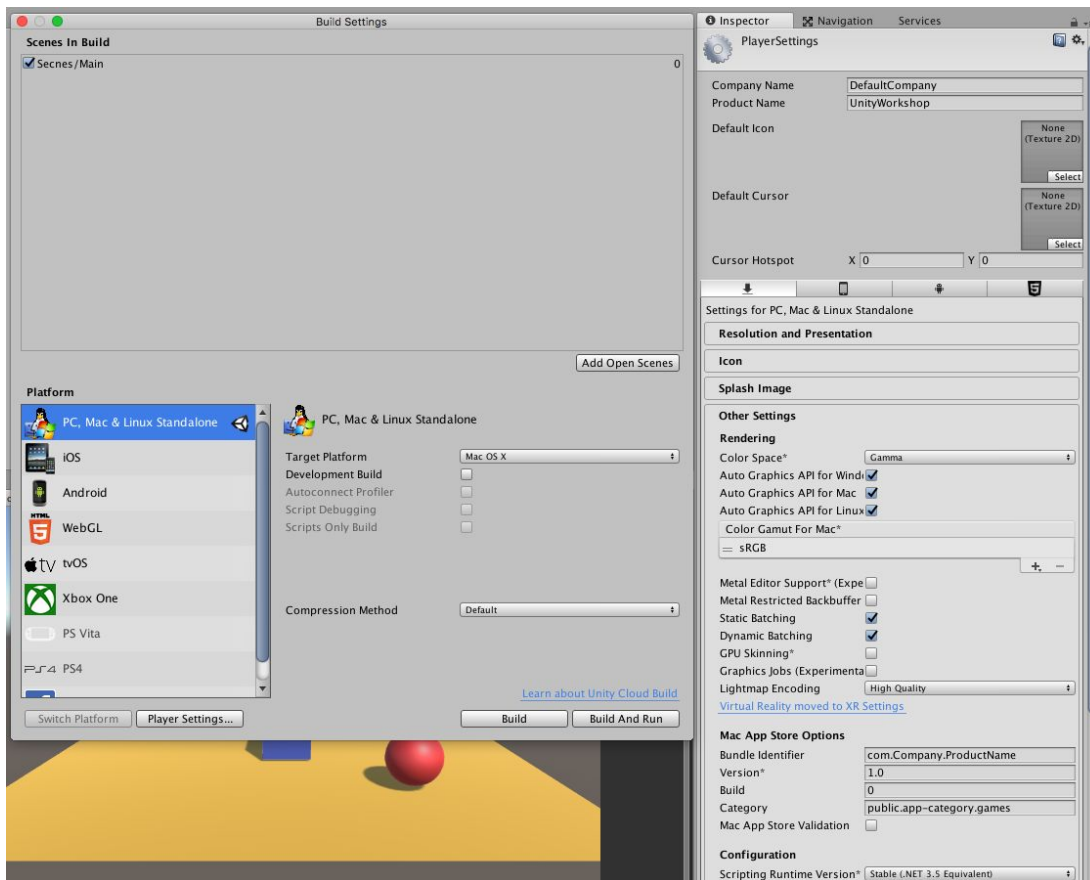 Build Settings
Scenes In Build
Secnes/Main 0
Add Open Scenes
Platform
PC, Mac & Linux Standalone
iOS
Android
HTML
5
WebGL
tv tvOS
Xbox One
PS Vita
PS4 PS4
PC, Mac & Linux Standalone
Target Platform Mac OS X
Development Build
Autoconnect Profiler
Script Debugging
Scripts Only Build
Compression Method Default
Learn about Unity Cloud Build
Switch Platform Player Settings... Build Build And Run
Inspector Navigation Services
PlayerSettings
Company Name DefaultCompany
Product Name UnityWorkshop
Default Icon
None
(Texture 2D)
Select
Default Cursor
None
(Texture 2D)
Select
Cursor Hotspot X 0 Y 0
5
Settings for PC, Mac & Linux Standalone
Resolution and Presentation
Icon
Splash Image
Other Settings
Rendering
Color Space* Gamma
Auto Graphics API for Wind
Auto Graphics API for Mac
Auto Graphics API for Linux
Color Gamut For Mac*
= sRGB
+ −
Metal Editor Support* (Expe
Metal Restricted Backbuffer
Static Batching
Dynamic Batching
GPU Skinning*
Graphics Jobs (Experimenta
Lightmap Encoding High Quality
Virtual Reality moved to XR Settings
Mac App Store Options
Bundle Identifier com.Company.ProductName
Version* 1.0
Build 0
Category public.app-category.games
Mac App Store Validation
Configuration
Scripting Runtime Version* Stable (.NET 3.5 Equivalent)